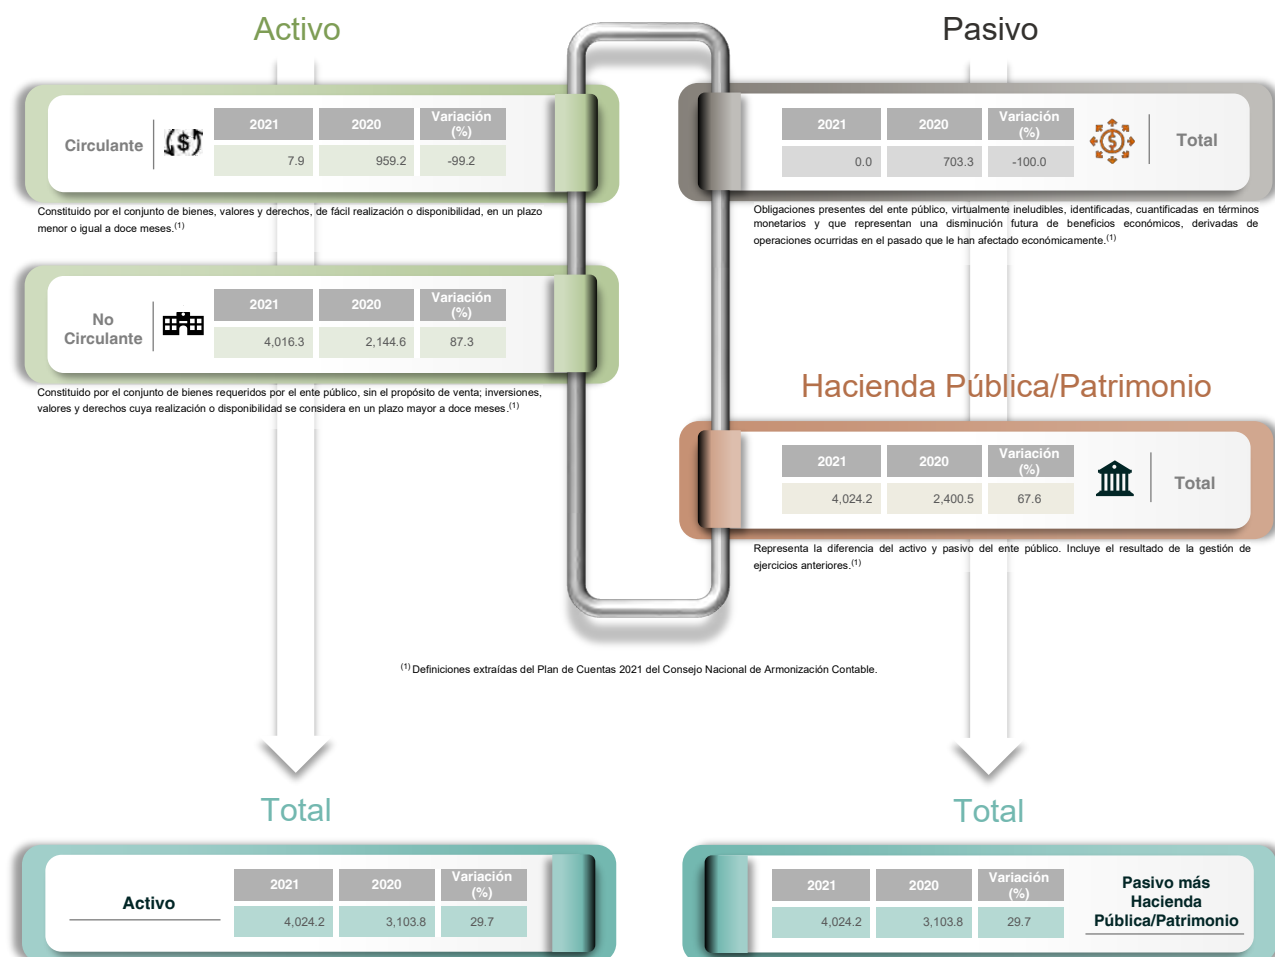 Activo
Circulante
2021 2020 Variación (%)
7.9 959.2 -99.2
Constituido por el conjunto de bienes, valores y derechos, de fácil realización o disponibilidad, en un plazo
menor o igual a doce meses.(1)
No
Circulante
2021 2020 Variación (%)
4,016.3 2,144.6 87.3
Constituido por el conjunto de bienes requeridos por el ente público, sin el propósito de venta; inversiones,
valores y derechos cuya realización o disponibilidad se considera en un plazo mayor a doce meses.(1)
Pasivo
2021 2020 Variación (%)
0.0 703.3 -100.0
Total
Obligaciones presentes del ente público, virtualmente ineludibles, identificadas, cuantificadas en términos
monetarios y que representan una disminución futura de beneficios económicos, derivadas de
operaciones ocurridas en el pasado que le han afectado económicamente.(1)
Hacienda Pública/Patrimonio
2021 2020 Variación (%)
4,024.2 2,400.5 67.6
Total
Representa la diferencia del activo y pasivo del ente público. Incluye el resultado de la gestión de
ejercicios anteriores.(1)
(1) Definiciones extraídas del Plan de Cuentas 2021 del Consejo Nacional de Armonización Contable.
Total
Activo
2021 2020 Variación (%)
4,024.2 3,103.8 29.7
Total
2021 2020 Variación (%)
4,024.2 3,103.8 29.7
Pasivo más
Hacienda
Pública/Patrimonio